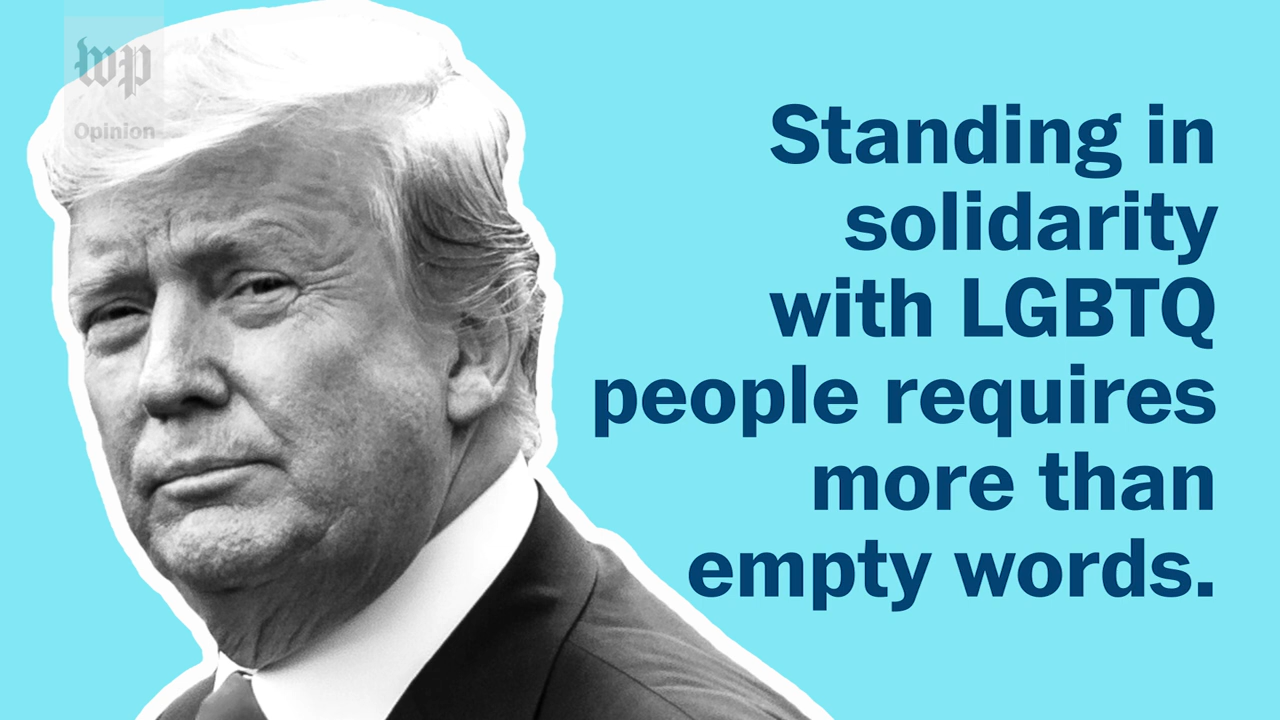 wp
Opinion
Standing in
solidarity
with LGBTQ
people requires
more than
empty words.